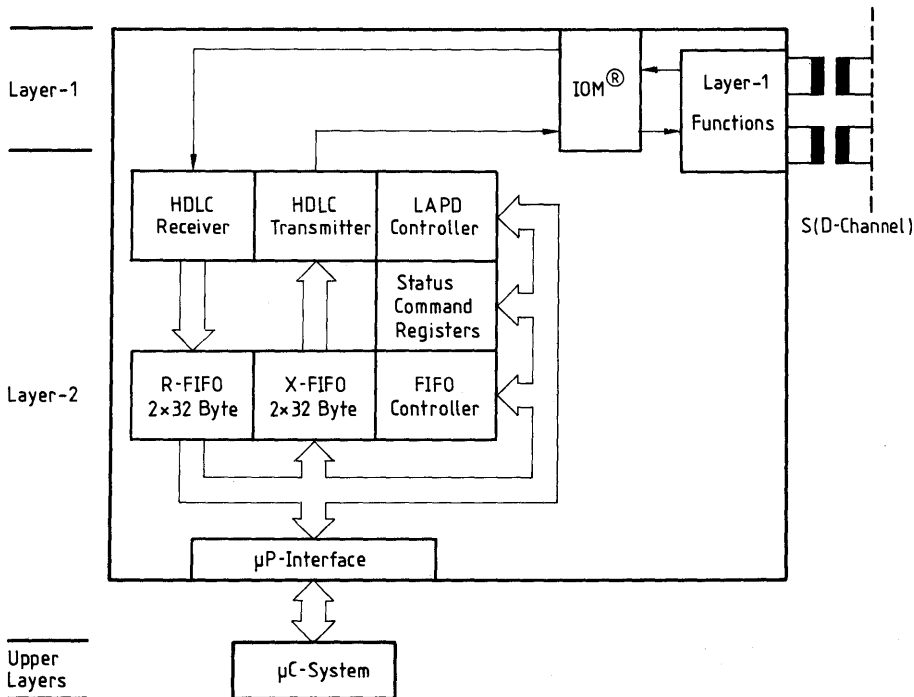 Layer-1
IOM®
Layer-1
Functions
S(D-Channel)
HDLC
Receiver
HDLC
Transmitter
LAPD
Controller
Status
Command
Registers
Layer-2
R-FIFO
2×32 Byte
X-FIFO
2×32 Byte
FIFO
Controller
µP-Interface
Upper
Layers
µC-System